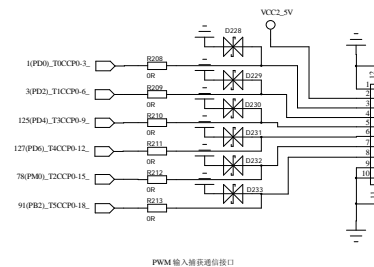 VCC2_5V
D228
1(PD0)_T0CCP0-3_
R208
0R
D229
3(PD2)_T1CCP0-6_
R209
0R
D230
125(PD4)_T3CCP0-9_
R210
0R
D231
127(PD6)_T4CCP0-12_
R211
0R
D232
78(PM0)_T2CCP0-15_
R212
0R
D233
91(PB2)_T5CCP0-18_
R213
0R
1
2
3
4
5
6
7
8
9
10
PWM 输入捕获通信接口